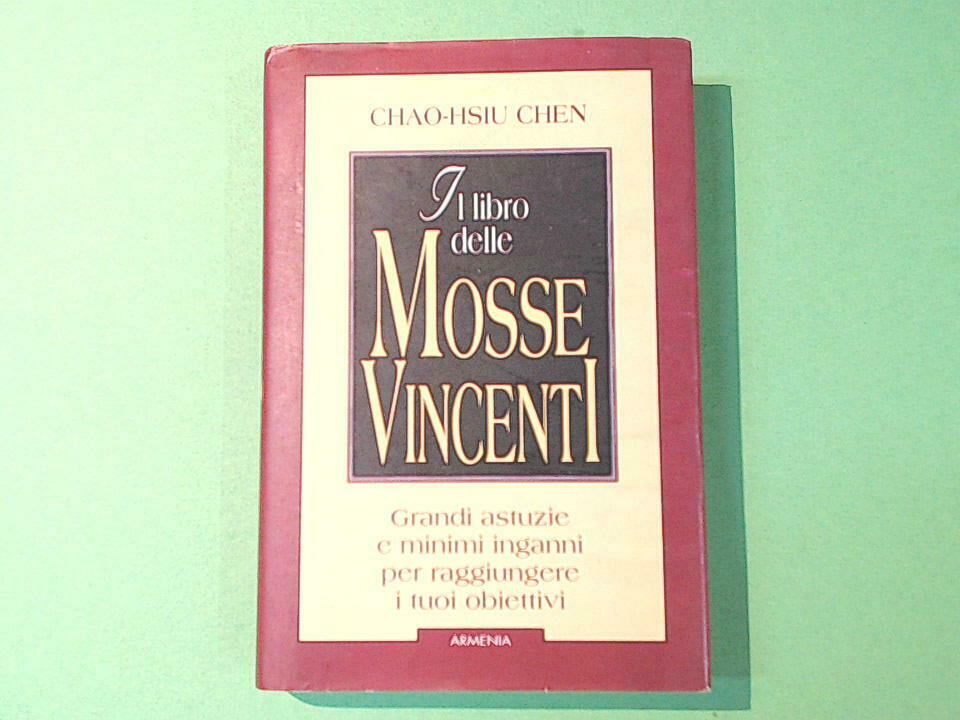 CHAO-HSIU CHEN
Il libro
delle
MOSSE
VINCENTI
Grandi astuzie
e minimi inganni
per raggiungere
i tuoi obiettivi
ARMENIA